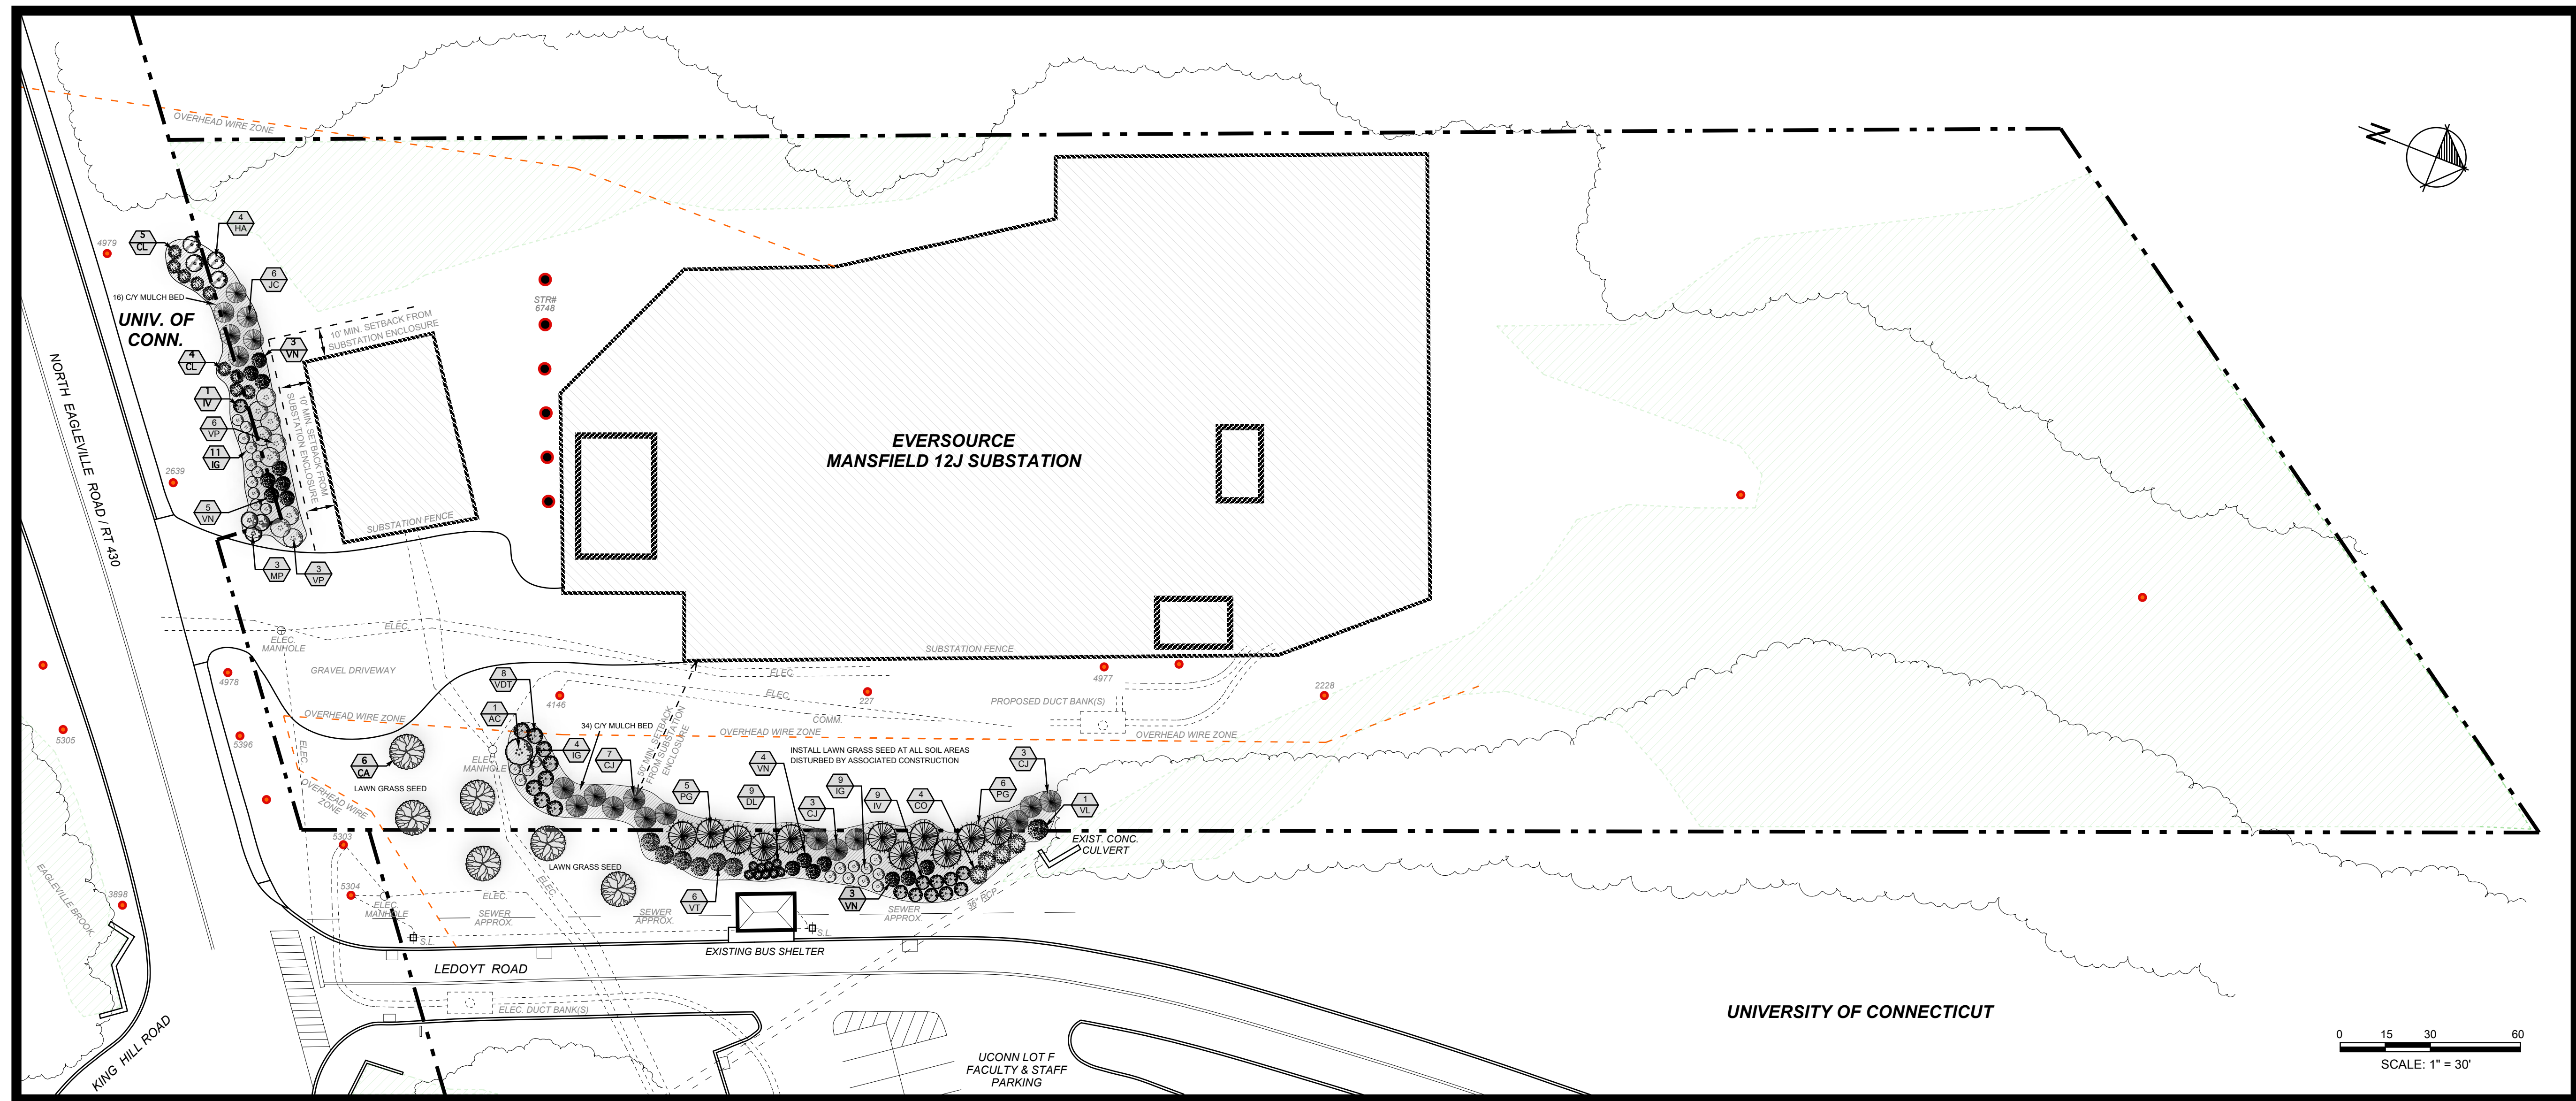 OVERHEAD WIRE ZONE
N
4
HA
5
CL
4979
6
JC
16) C/Y MULCH BED
STR#
6748
UNIV. OF
CONN.
10' MIN. SETBACK FROM
SUBSTATION ENCLOSURE
3
VN
4
CL
NORTH EAGLEVILLE ROAD / RT 430
1
IV
10' MIN. SETBACK FROM
SUBSTATION ENCLOSURE
6
VP
11
IG
EVERSOURCE
MANSFIELD 12J SUBSTATION
2639
5
VN
SUBSTATION FENCE
3
MP
3
VP
ELEC.
ELEC.
MANHOLE
GRAVEL DRIVEWAY
SUBSTATION FENCE
4978
8
VDT
ELEC.
4977
4146
ELEC.
227
2228
PROPOSED DUCT BANK(S)
1
AC
OVERHEAD WIRE ZONE
COMM.
34) C/Y MULCH BED
50' MIN. SETBACK
FROM SUBSTATION
ENCLOSURE
OVERHEAD WIRE ZONE
OVERHEAD WIRE ZONE
5305
5396
ELEC.
4
IG
7
CJ
INSTALL LAWN GRASS SEED AT ALL SOIL AREAS
DISTURBED BY ASSOCIATED CONSTRUCTION
3
CJ
6
CA
ELEC.
MANHOLE
4
VN
LAWN GRASS SEED
OVERHEAD WIRE
ZONE
5
PG
9
DL
3
CJ
9
IG
9
IV
4
CO
6
PG
1
VL
5303
EXIST. CONC.
CULVERT
LAWN GRASS SEED
EAGLEVILLE BROOK
3898
5304
ELEC.
ELEC.
6
VT
3
VN
36" RCP
ELEC.
MANHOLE
SEWER
APPROX.
SEWER
APPROX.
SEWER
APPROX.
S.L.
S.L.
EXISTING BUS SHELTER
LEDOYT ROAD
ELEC. DUCT BANK(S)
KING HILL ROAD
UNIVERSITY OF CONNECTICUT
UCONN LOT F
FACULTY & STAFF
PARKING
0 15 30 60
SCALE: 1" = 30'